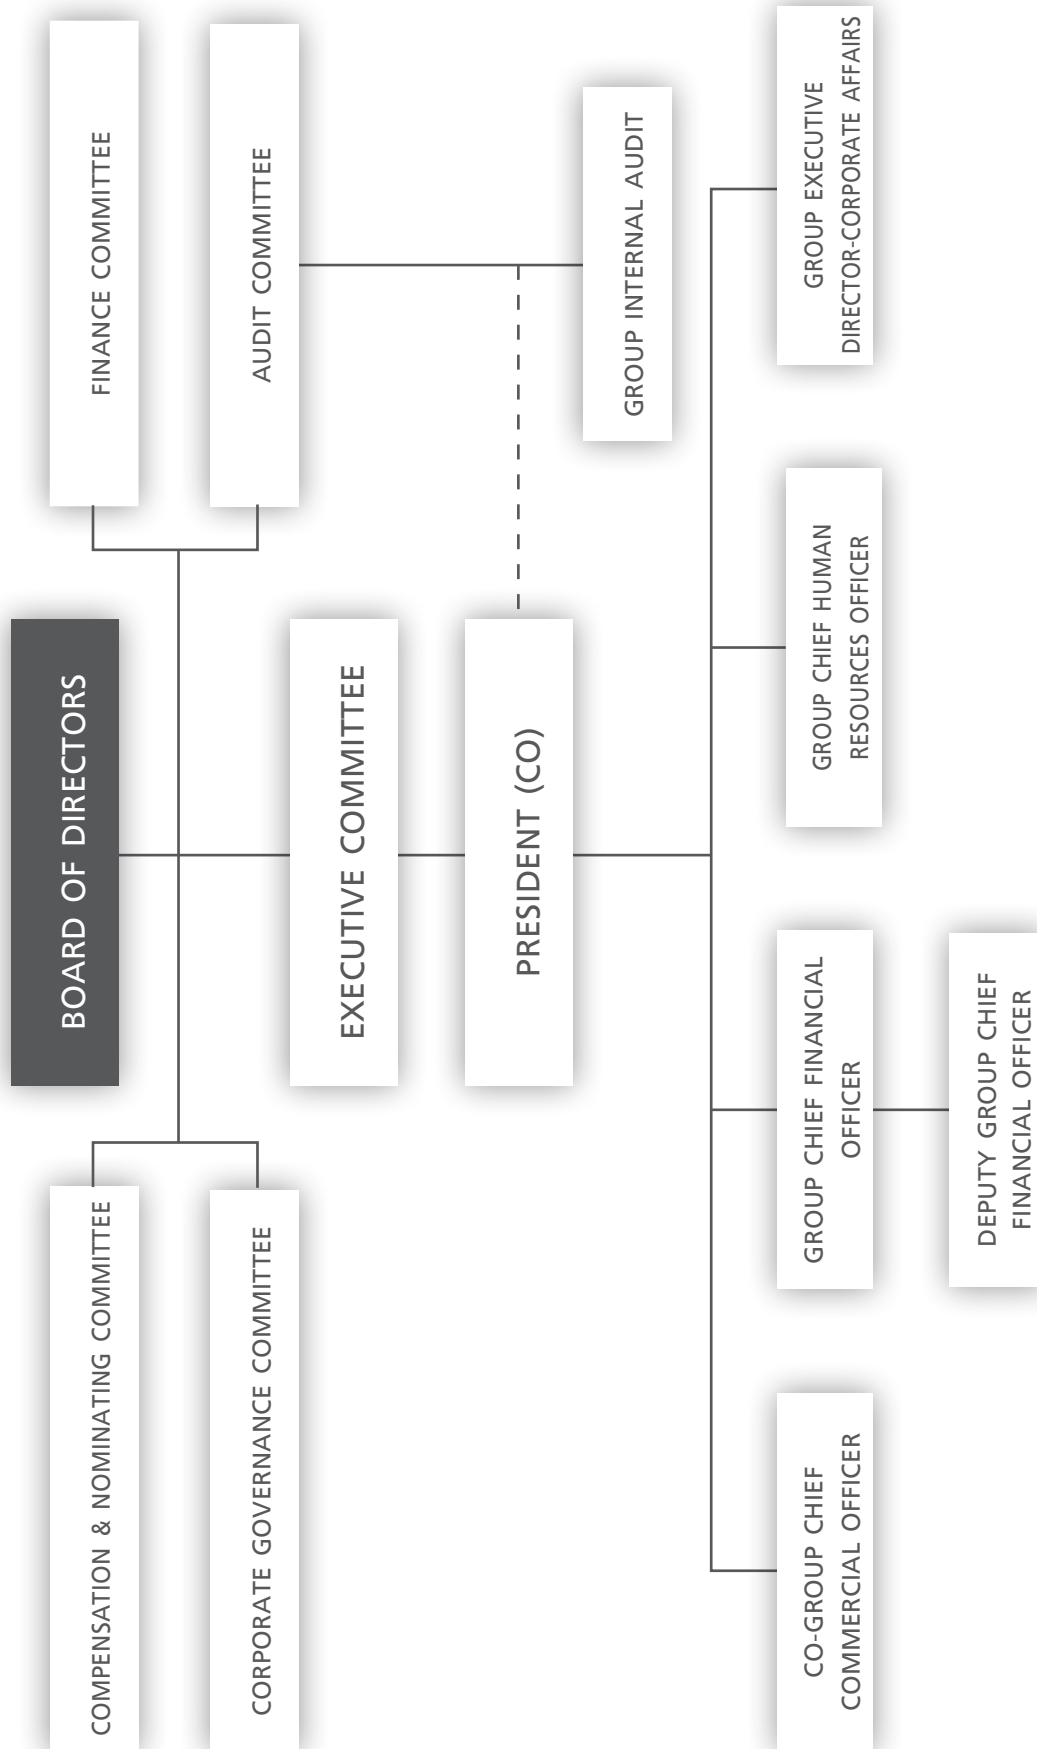 BOARD OF DIRECTORS
COMPENSATION & NOMINATING COMMITTEE
FINANCE COMMITTEE
CORPORATE GOVERNANCE COMMITTEE
AUDIT COMMITTEE
EXECUTIVE COMMITTEE
PRESIDENT (CO)
GROUP INTERNAL AUDIT
CO-GROUP CHIEF
COMMERCIAL OFFICER
GROUP CHIEF FINANCIAL
OFFICER
GROUP CHIEF HUMAN
RESOURCES OFFICER
GROUP EXECUTIVE
DIRECTOR-CORPORATE AFFAIRS
DEPUTY GROUP CHIEF
FINANCIAL OFFICER